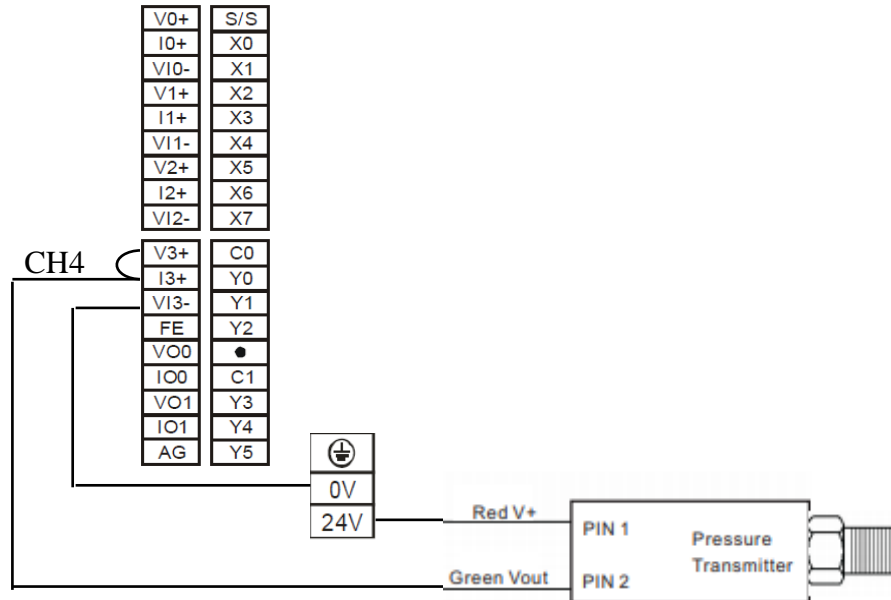 V0+ S/S
I0+ X0
VI0- X1
V1+ X2
I1+ X3
VI1- X4
V2+ X5
I2+ X6
VI2- X7
V3+ C0
CH4
I3+ Y0
VI3- Y1
FE Y2
VO0 ●
IO0 C1
VO1 Y3
IO1 Y4
AG Y5
0V
24V
Red V+
PIN 1
Pressure
Transmitter
Green Vout
PIN 2